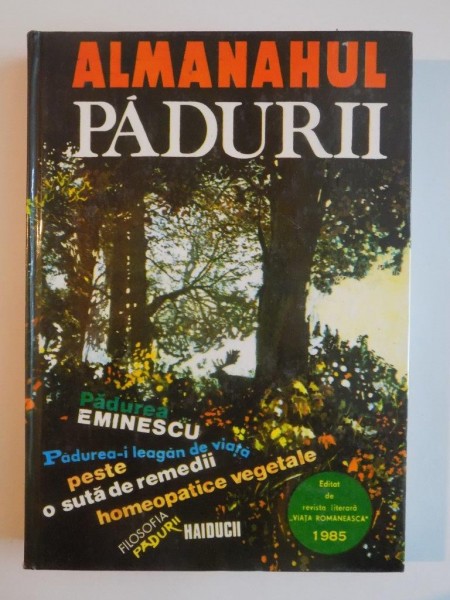 ALMANAHUL
PĂDURII
Pădurea
EMINESCU
Pădurea-i leagăn de viață
peste
o sută de remedii
homeopatice vegetale
FILOSOFIA
PĂDURII
HAIDUCII
Editat
de
revista literară
„VIAȚA ROMÂNEASCĂ"
1985